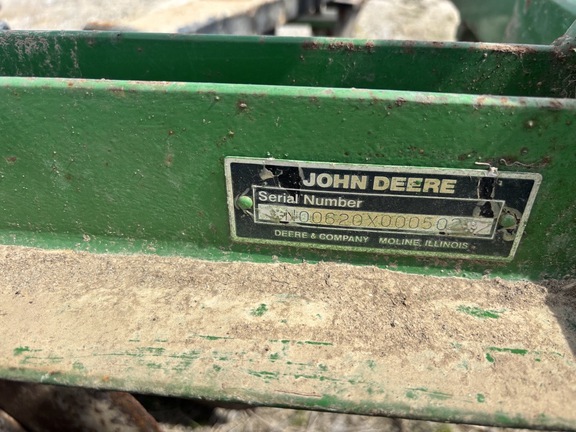 JOHN DEERE
Serial Number
DEERE & COMPANY MOLINE, ILLINOIS